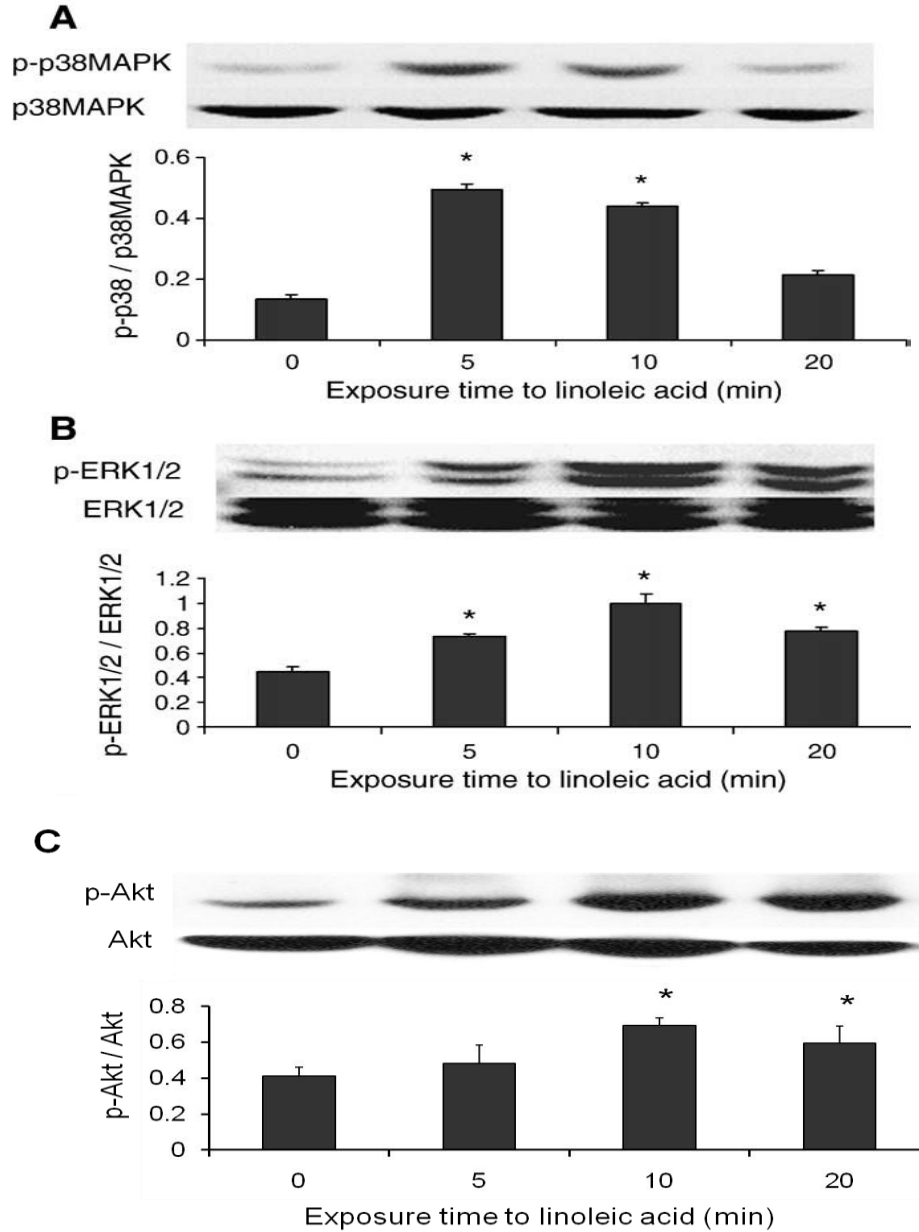 A
p-p38MAPK
p38MAPK
p-p38 / p38MAPK
0.6
*
*
0.4
0.2
0
0 5 10 20
Exposure time to linoleic acid (min)
B
p-ERK1/2
ERK1/2
p-ERK1/2 / ERK1/2
1.2
*
1
*
*
0.8
0.6
0.4
0.2
0
0 5 10 20
Exposure time to linoleic acid (min)
C
p-Akt
Akt
p-Akt / Akt
0.8
*
*
0.6
0.4
0.2
0
0 5 10 20
Exposure time to linoleic acid (min)